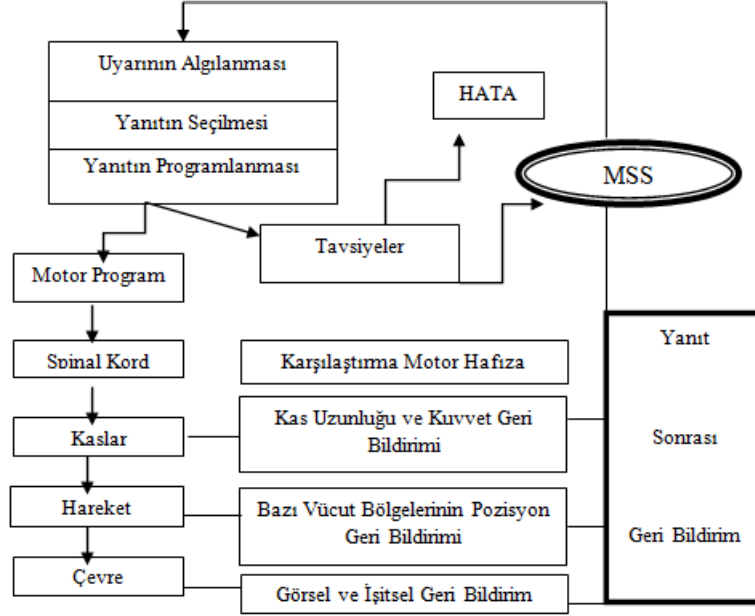 Uyarının Algılanması
HATA
Yanıtın Seçilmesi
Yanıtın Programlanması
MSS
Tavsiyeler
Motor Program
Yanıt
Spinal Kord
Karşılaştırma Motor Hafıza
Kas Uzunluğu ve Kuvvet Geri
Bildirimi
Kaslar
Sonrası
Hareket
Bazı Vücut Bölgelerinin Pozisyon
Geri Bildirimi
Geri Bildirim
Çevre
Görsel ve İşitsel Geri Bildirim